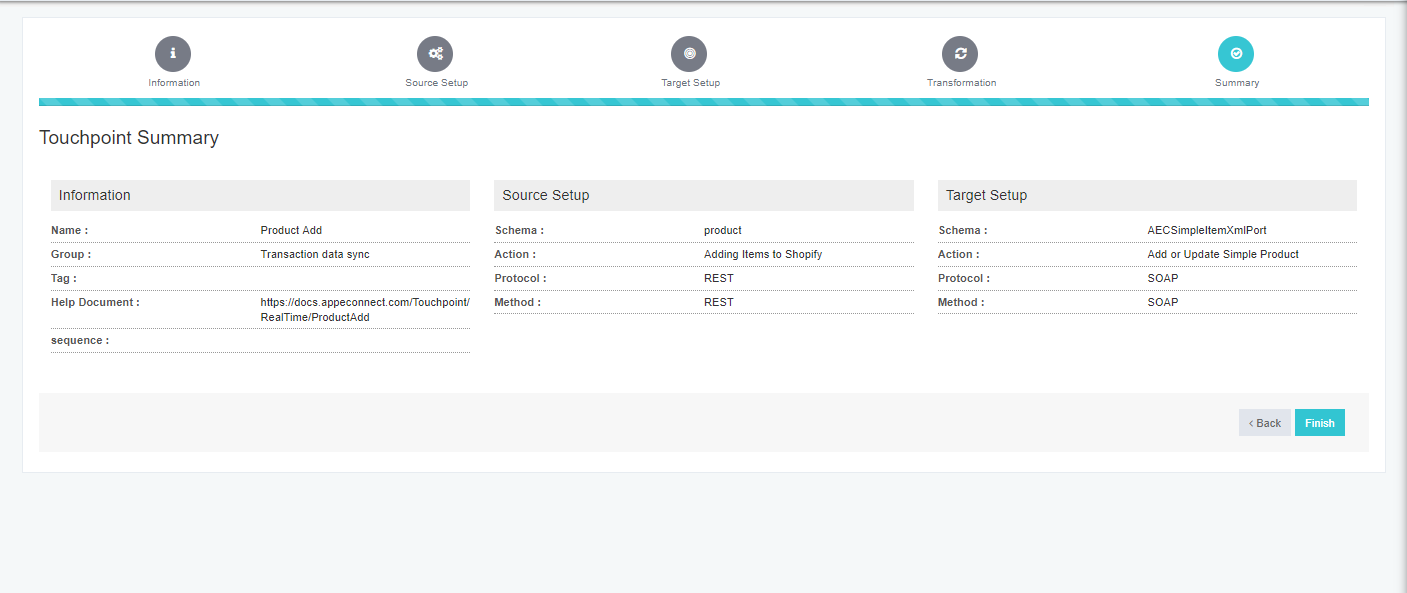 Information
Source Setup
Target Setup
Transformation
Summary
Touchpoint Summary
Information
Name :
Product Add
Group :
Transaction data sync
Tag :
Help Document :
https://docs.appeconnect.com/Touchpoint/
RealTime/ProductAdd
sequence :
Source Setup
Schema :
product
Action :
Adding Items to Shopify
Protocol :
REST
Method :
REST
Target Setup
Schema :
AECSimpleItemXmlPort
Action :
Add or Update Simple Product
Protocol :
SOAP
Method :
SOAP
‹ Back
Finish